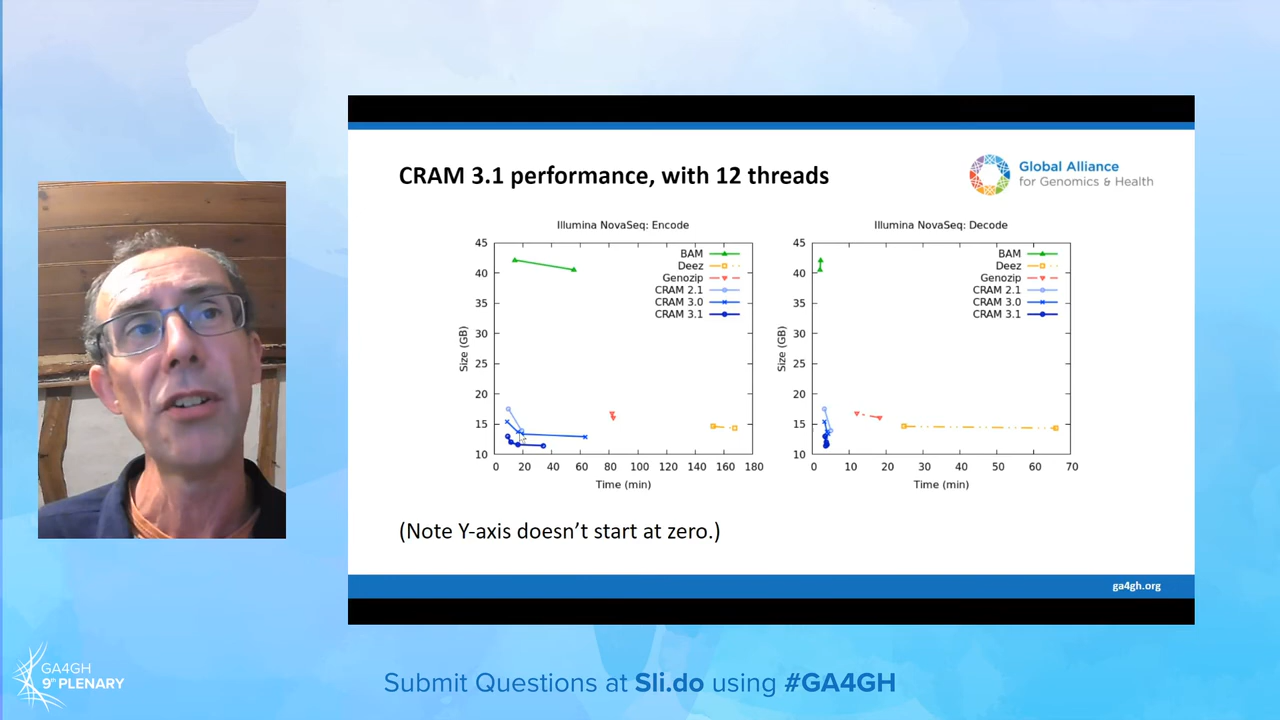 CRAM 3.1 performance, with 12 threads
Global Alliance
for Genomics & Health
Illumina NovaSeq: Encode
45
40
35
30
25
20
15
10
Size (GB)
BAM
Deez
Genozip
CRAM 2.1
CRAM 3.0
CRAM 3.1
0 20 40 60 80 100 120 140 160 180
Time (min)
Illumina NovaSeq: Decode
45
40
35
30
25
20
15
10
Size (GB)
BAM
Deez
Genozip
CRAM 2.1
CRAM 3.0
CRAM 3.1
0 10 20 30 40 50 60 70
Time (min)
(Note Y-axis doesn’t start at zero.)
ga4gh.org
GA4GH
9th PLENARY
Submit Questions at Sli.do using #GA4GH